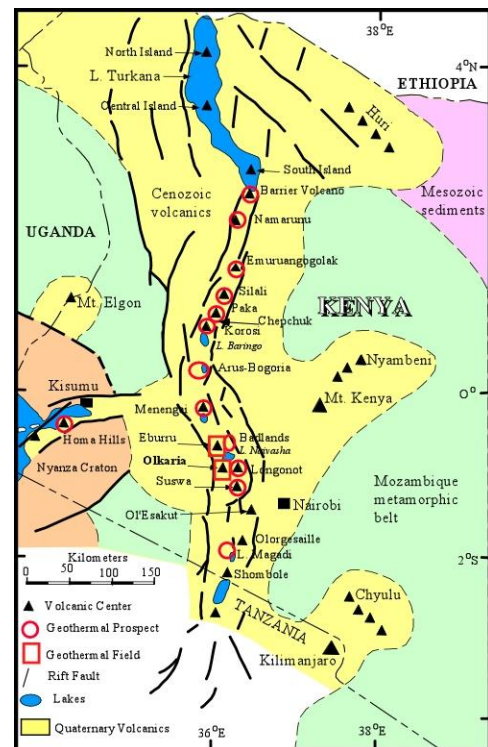 38°E
4°N
North Island
L. Turkana
ETHIOPIA
Central Island
Huri
South Island
Barrier Volcano
Cenozoic
volcanics
Namarunu
Mesozoic
sediments
UGANDA
Emuruangogolak
Silali
KENYA
Mt. Elgon
Paka
Chepchuk
Korosi
L. Baringo
Nyambeni
Arus-Bogoria
0°
Kisumu
Menengai
Mt. Kenya
Homa Hills
Eburru
Badlands
L. Naivasha
Olkaria
Longonot
Nyanza Craton
Suswa
Mozambique
metamorphic
belt
Nairobi
Ol'Esakut
Olorgesaille
Kilometers
0 50 100 150
L. Magadi
2°S
Shombole
Chyulu
TANZANIA
Kilimanjaro
Volcanic Center
Geothermal Prospect
Geothermal Field
Rift Fault
Lakes
Quaternary Volcanics
36°E
38°E